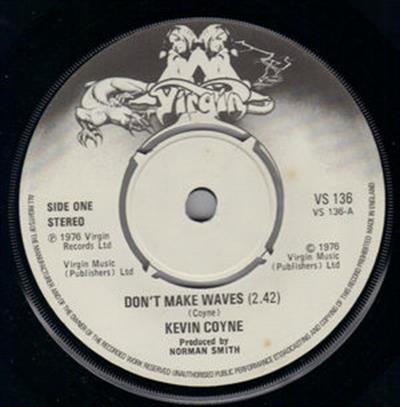 Virgin
SIDE ONE
STEREO
℗ 1976 Virgin
Records Ltd
Virgin Music
(Publishers) Ltd
VS 136
VS 136-A
© 1976
Virgin Music
(Publishers) Ltd
DON'T MAKE WAVES (2.42)
(Coyne)
KEVIN COYNE
Produced by
NORMAN SMITH
ALL RIGHTS OF THE MANUFACTURER AND OF THE OWNER OF THE RECORDED WORK RESERVED UNAUTHORISED PUBLIC PERFORMANCE BROADCASTING AND COPYING OF THIS RECORD PROHIBITED MADE IN ENGLAND